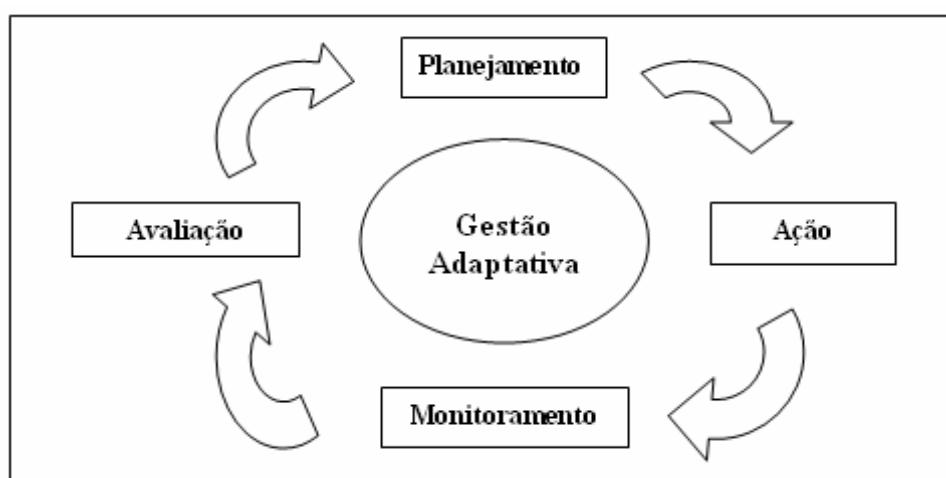 Planejamento
Avaliação
Gestão
Adaptativa
Ação
Monitoramento